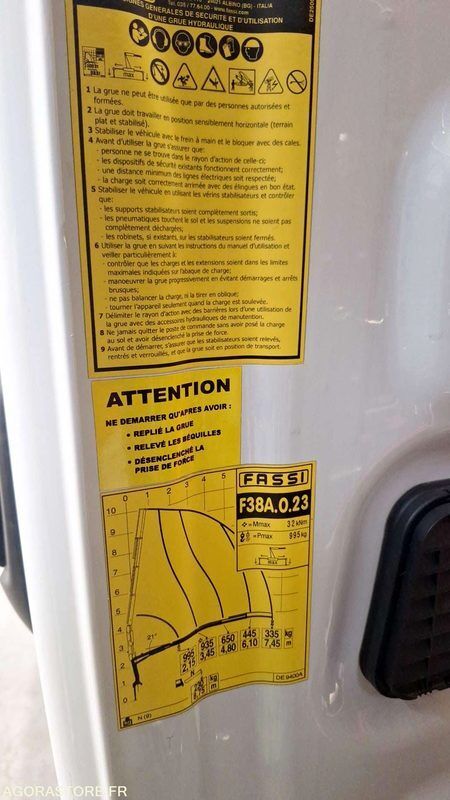 24021 ALBINO (BG) - ITALIA
Tel. 035 / 77.64.00 - www.fassi.com
GENERALES DE SECURITE ET D'UTILISATION
D'UNE GRUE HYDRAULIQUE
max
1 La grue ne peut être utilisée que par des personnes autorisées et
formées.
2 La grue doit travailler en position sensiblement horizontale (terrain
plat et stabilisé).
3 Stabiliser le véhicule avec le frein à main et le bloquer avec des cales.
4 Avant d'utiliser la grue s'assurer que:
- personne ne se trouve dans le rayon d'action de celle-ci;
- les dispositifs de sécurité existants fonctionnent correctement;
- une distance minimum des lignes électriques soit respectée;
- la charge soit correctement arrimée avec des élingues en bon état.
5 Stabiliser le véhicule en utilisant les vérins stabilisateurs et contrôler
que:
- les supports stabilisateurs soient complètement sortis;
- les pneumatiques touchent le sol et les suspensions ne soient pas
complètement déchargées;
- les robinets, si existants, sur les stabilisateurs soient fermés.
6 Utiliser la grue en suivant les instructions du manuel d'utilisation et
veiller particulièrement à:
- contrôler que les charges et les extensions soient dans les limites
maximales indiquées sur l'abaque de charge;
- manoeuvrer la grue progressivement en évitant démarrages et arrêts
brusques;
- ne pas balancer la charge, ni la tirer en oblique;
- tourner l'appareil seulement quand la charge est soulevée.
7 Délimiter le rayon d'action avec des barrières lors d'une utilisation de
la grue avec des accessoires hydrauliques de manutention.
8 Ne jamais quitter le poste de commande sans avoir posé la charge
au sol et avoir désenclenché la prise de force.
9 Avant de démarrer, s'assurer que les stabilisateurs soient relevés,
rentrés et verrouillés, et que la grue soit en position de transport.
ATTENTION
NE DEMARRER QU'APRES AVOIR :
• REPLIÉ LA GRUE
• RELEVÉ LES BÉQUILLES
• DÉSENCLENCHÉ LA
PRISE DE FORCE
FASSI
F38A.0.23
Mmax 32 kNm
Pmax 995 kg
max
0 1 2 3 4 5
10
9
8
7
6
5
4
3
2
1
0
21°
995 935 650 445 335 kg
2,15 3,45 4,80 6,10 7,45 m
kg
m
N (2)
DE 9400A
AGORASTORE.FR